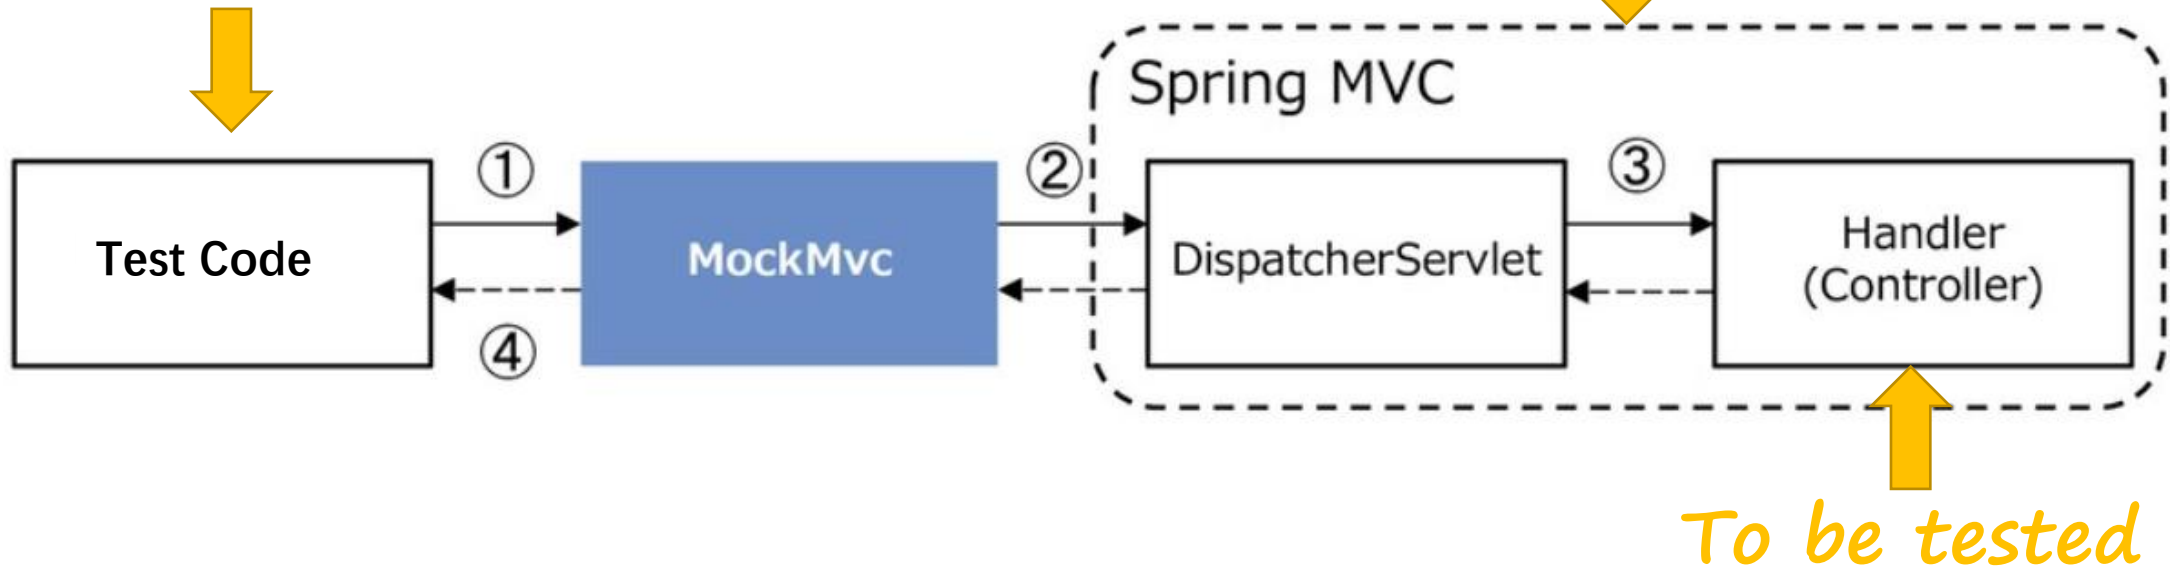 Spring MVC
① ② ③
Test Code
MockMvc
DispatcherServlet
Handler
(Controller)
④
To be tested